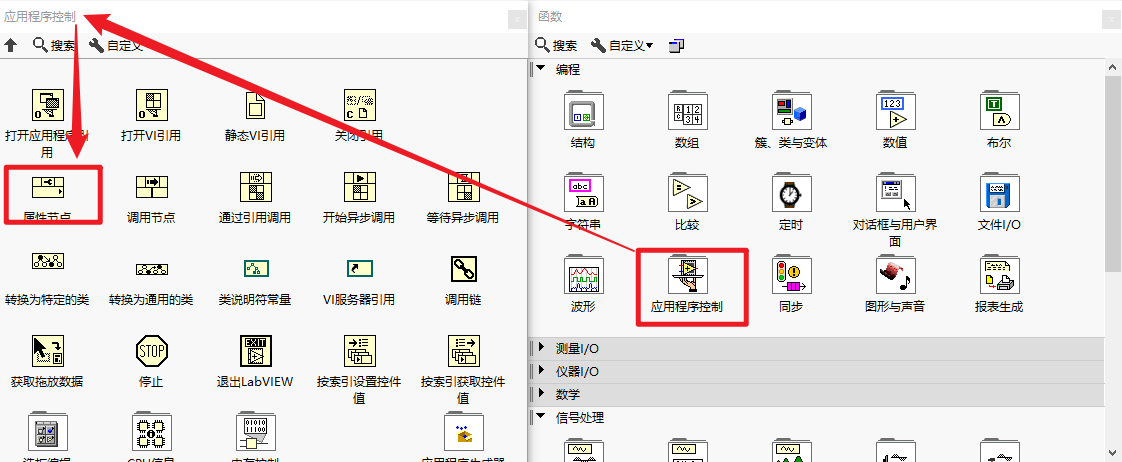 应用程序控制
搜索 自定义
打开应用程序引
用
打开VI引用
静态VI引用
关闭引用
属性节点
调用节点
通过引用调用
开始异步调用
等待异步调用
转换为特定的类
转换为通用的类
类说明符常量
VI服务器引用
调用链
获取拖放数据
停止
退出LabVIEW
按索引设置控件
值
按索引获取控件
值
CPU信息
内存控制
应用程序生成器
函数
搜索 自定义
编程
结构
数组
簇、类与变体
数值
布尔
字符串
比较
定时
对话框与用户界
面
文件I/O
波形
应用程序控制
同步
图形与声音
报表生成
测量I/O
仪器I/O
数学
信号处理